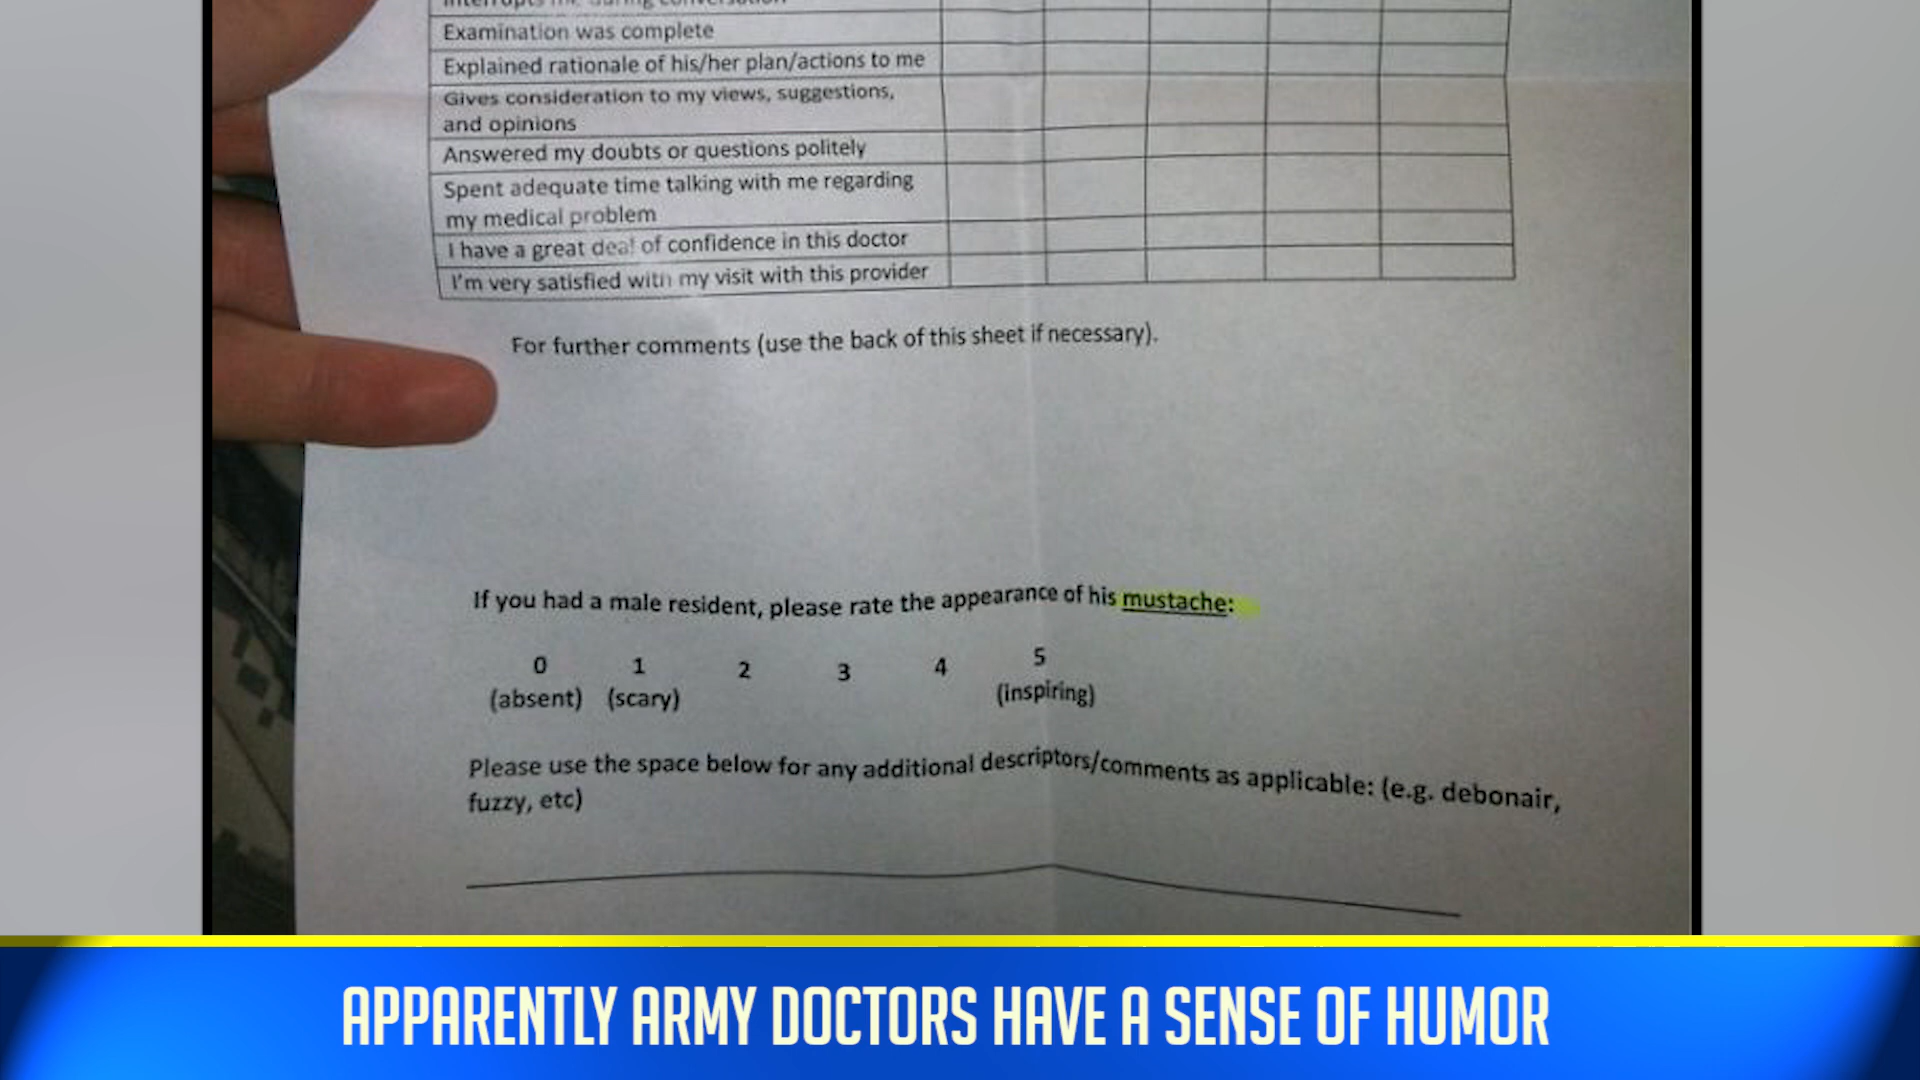 Interrupts me during conversation
Examination was complete
Explained rationale of his/her plan/actions to me
Gives consideration to my views, suggestions,
and opinions
Answered my doubts or questions politely
Spent adequate time talking with me regarding
my medical problem
I have a great deal of confidence in this doctor
I'm very satisfied with my visit with this provider
For further comments (use the back of this sheet if necessary).
If you had a male resident, please rate the appearance of his mustache:
0 1 2 3 4 5
(absent) (scary) (inspiring)
Please use the space below for any additional descriptors/comments as applicable: (e.g. debonair,
fuzzy, etc)
APPARENTLY ARMY DOCTORS HAVE A SENSE OF HUMOR